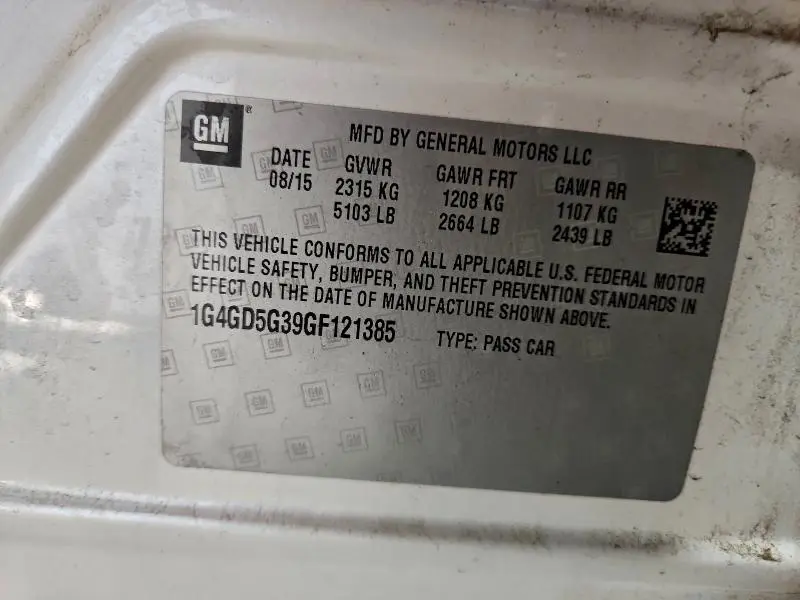 GM
MFD BY GENERAL MOTORS LLC
DATE GVWR GAWR FRT GAWR RR
08/15 2315 KG 1208 KG 1107 KG
5103 LB 2664 LB 2439 LB
THIS VEHICLE CONFORMS TO ALL APPLICABLE U.S. FEDERAL MOTOR
VEHICLE SAFETY, BUMPER, AND THEFT PREVENTION STANDARDS IN
EFFECT ON THE DATE OF MANUFACTURE SHOWN ABOVE.
1G4GD5G39GF121385 TYPE: PASS CAR